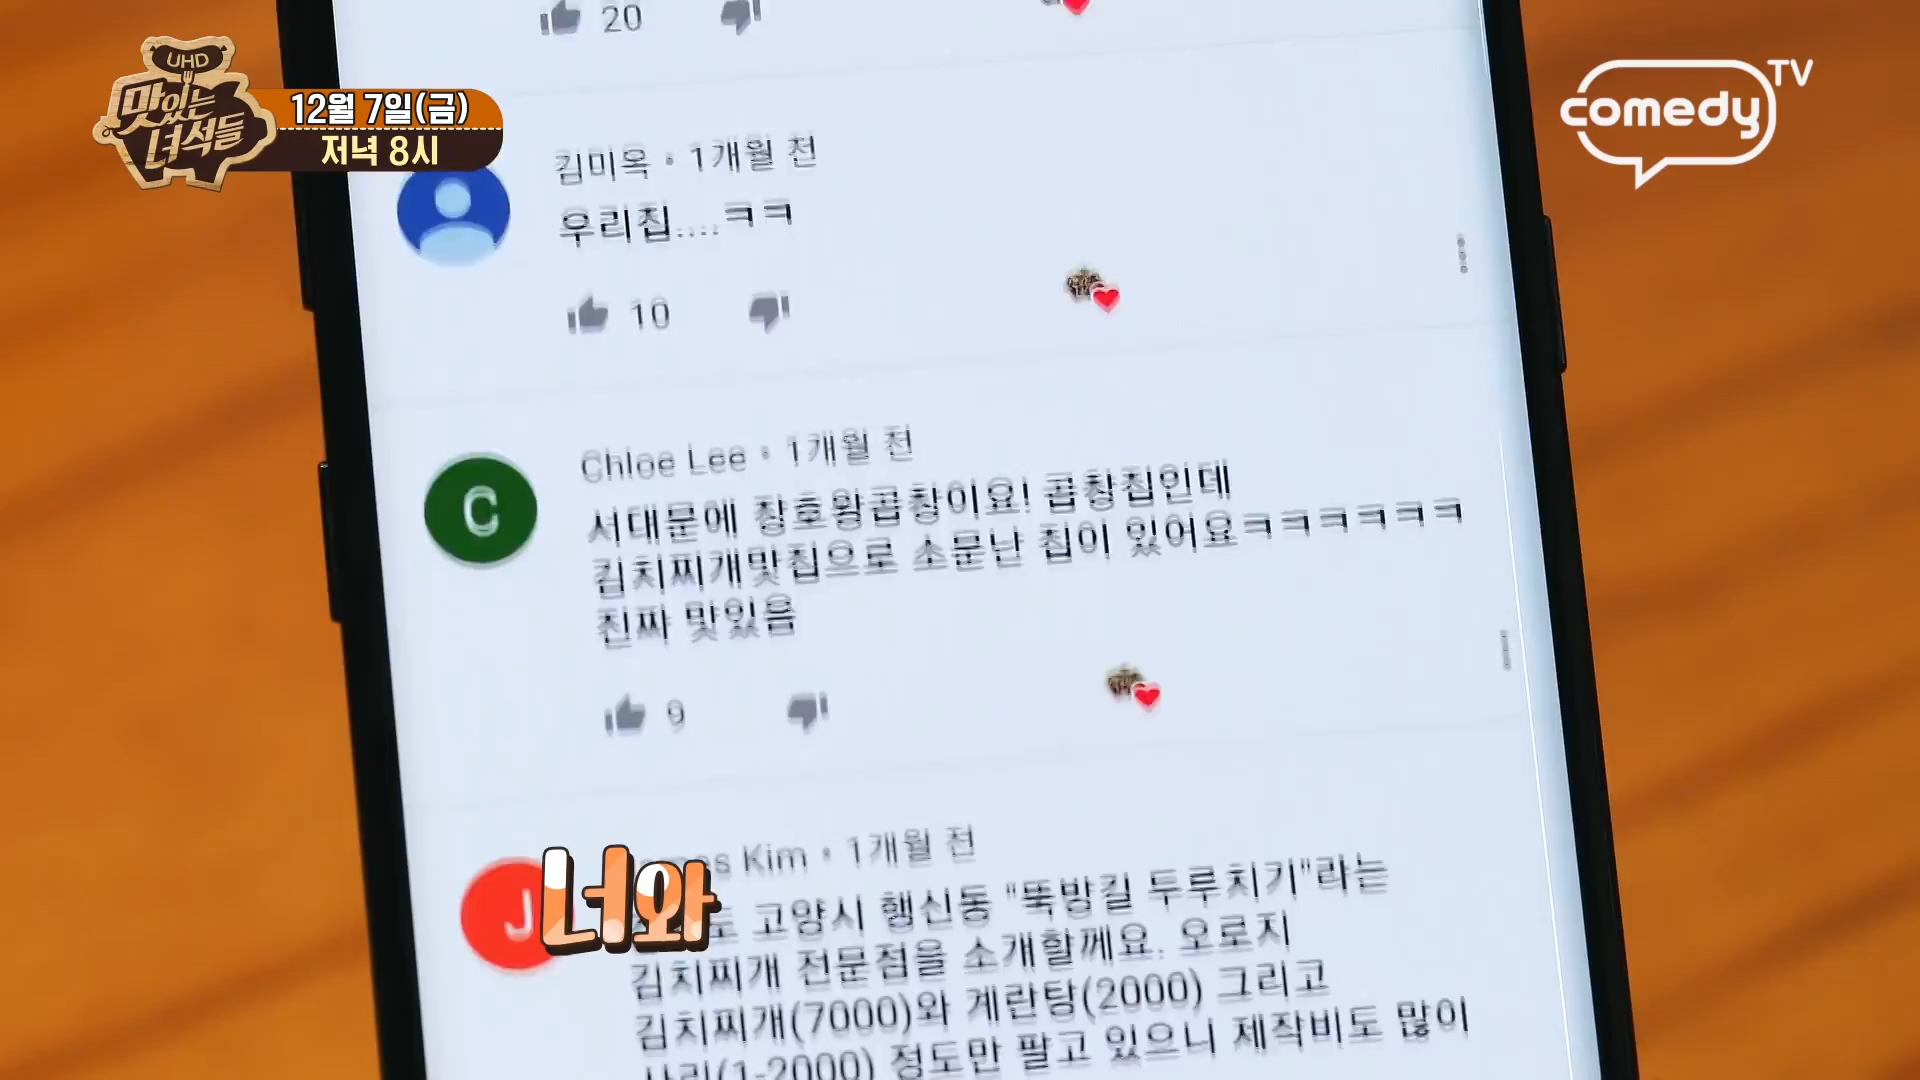 20
UHD
맛있는
녀석들
12월 7일(금)
저녁 8시
comedy TV
김미옥 • 1개월 전
우리집....ㅋㅋ
10
C
Chloe Lee • 1개월 전
서대문에 장호왕곱창이요! 곱창집인데
김치찌개맛집으로 소문난 집이 있어요ㅋㅋㅋㅋㅋㅋ
진짜 맛있음
9
J
Kim • 1개월 전
너와
고양시 행신동 "뚝방길 두루치기"라는
김치찌개 전문점을 소개할께요. 오로지
김치찌개(7000)와 계란탕(2000) 그리고
사리(1-2000) 정도만 팔고 있으니 제작비도 많이